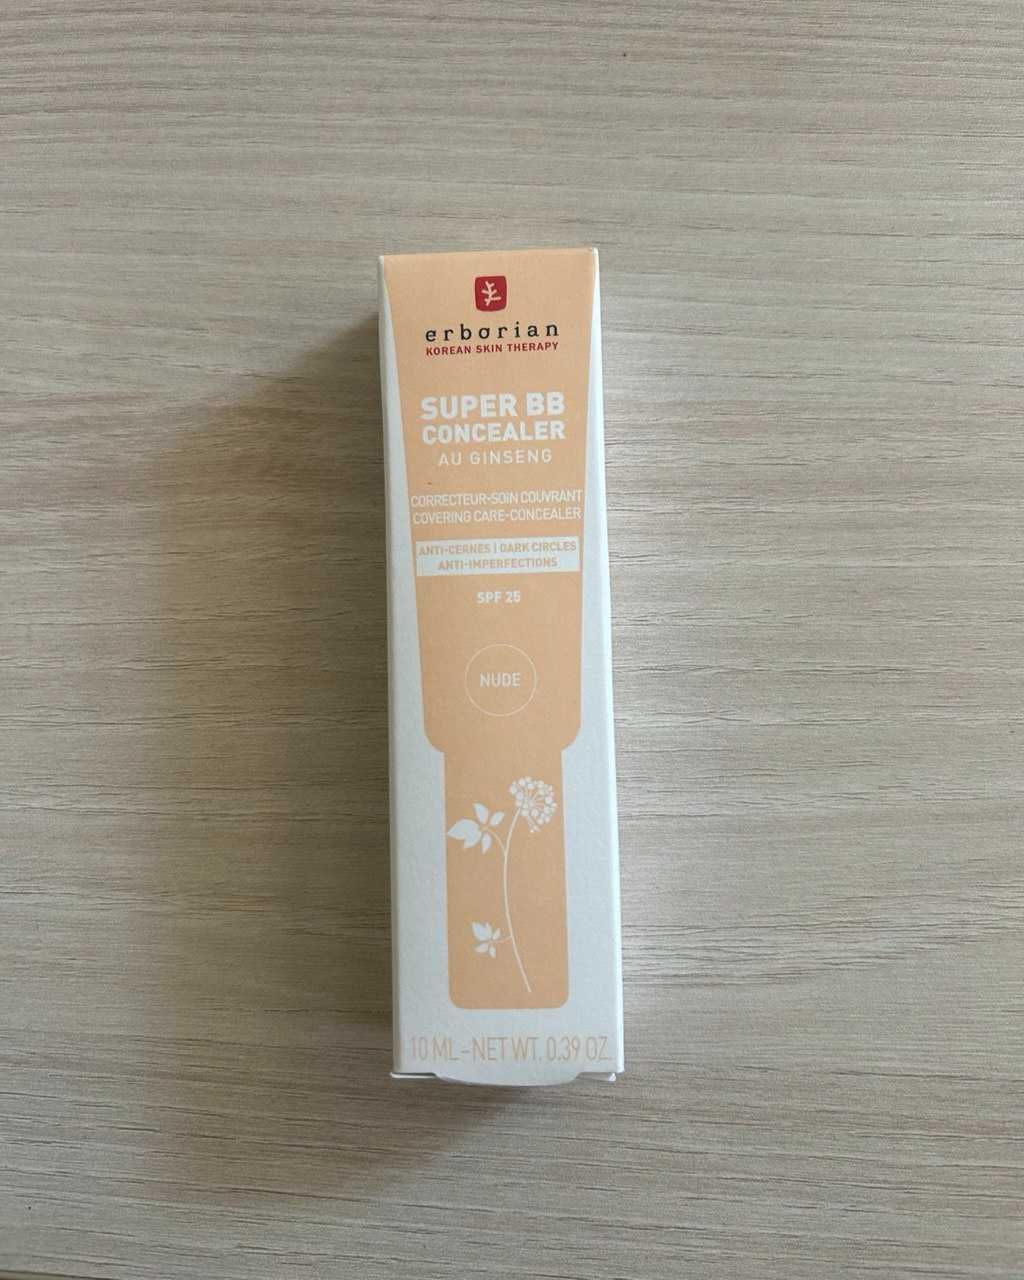 erborian
KOREAN SKIN THERAPY
SUPER BB
CONCEALER
AU GINSENG
CORRECTEUR-SOIN COUVRANT
COVERING CARE-CONCEALER
ANTI-CERNES | DARK CIRCLES
ANTI-IMPERFECTIONS
SPF 25
NUDE
10 ML-NET WT. 0.39 OZ.